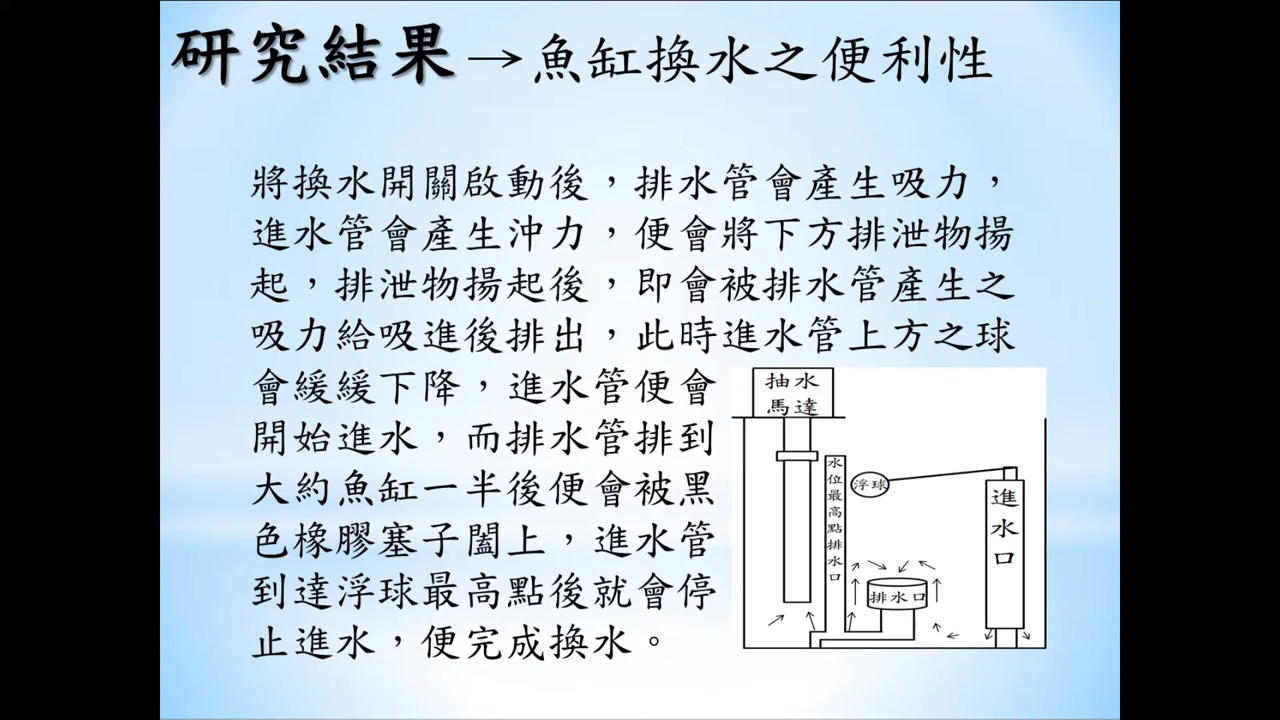 研究結果→魚缸換水之便利性
將換水開關啟動後，排水管會產生吸力，
進水管會產生沖力，便會將下方排泄物揚
起，排泄物揚起後，即會被排水管產生之
吸力給吸進後排出，此時進水管上方之球
會緩緩下降，進水管便會
開始進水，而排水管排到
大約魚缸一半後便會被黑
色橡膠塞子闔上，進水管
到達浮球最高點後就會停
止進水，便完成換水。
抽水
馬達
水位最高點排水口
浮球
進水口
排水口